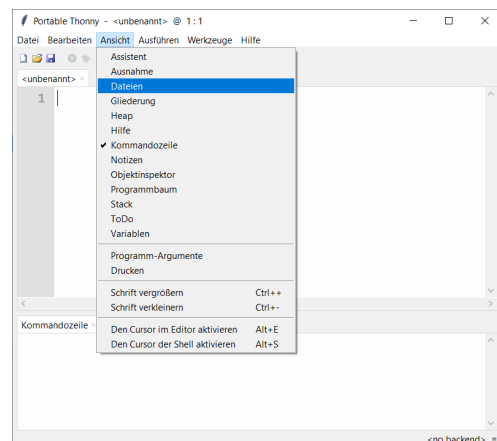 Portable Thonny - <unbenannt> @ 1 : 1
Datei Bearbeiten Ansicht Ausführen Werkzeuge Hilfe
<unbenannt> ×
1
Assistent
Ausnahme
Dateien
Gliederung
Heap
Hilfe
✔ Kommandozeile
Notizen
Objektinspektor
Programmbaum
Stack
ToDo
Variablen
Programm-Argumente
Drucken
Schrift vergrößern Ctrl++
Schrift verkleinern Ctrl+-
Den Cursor im Editor aktivieren Alt+E
Den Cursor der Shell aktivieren Alt+S
Kommandozeile ×
<no backend> ≡